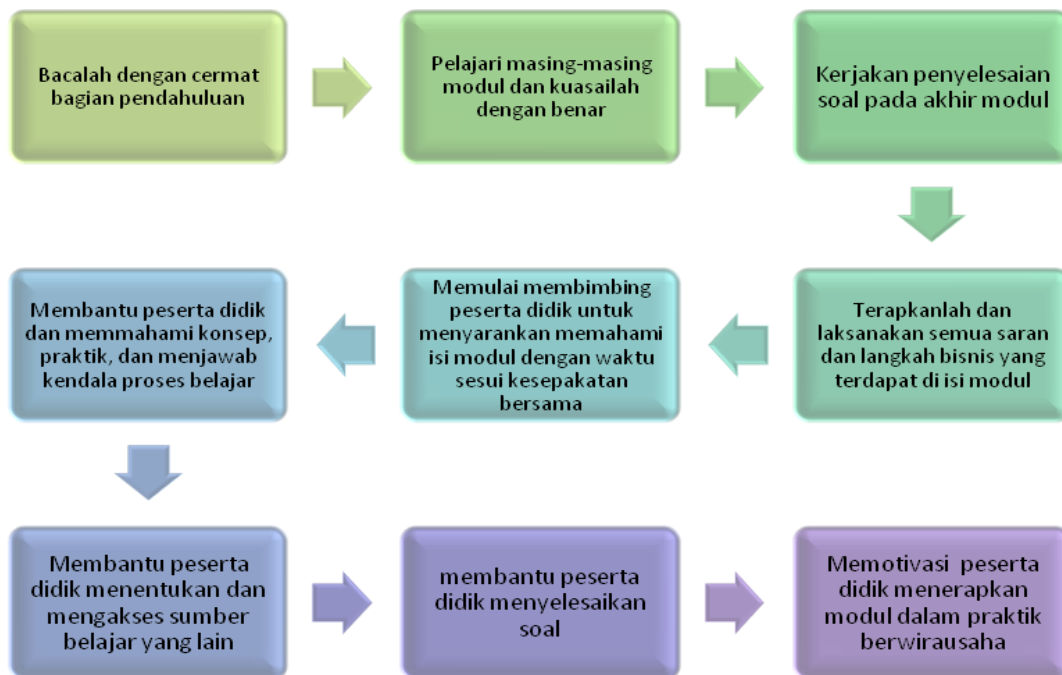 Bacalah dengan cermat
bagian pendahuluan
Pelajari masing-masing
modul dan kuasailah
dengan benar
Kerjakan penyelesaian
soal pada akhir modul
Terapkanlah dan
laksanakan semua saran
dan langkah bisnis yang
terdapat di isi modul
Memulai membimbing
peserta didik untuk
menyarankan memahami
isi modul dengan waktu
sesui kesepakatan
bersama
Membantu peserta didik
dan memmahami konsep,
praktik, dan menjawab
kendala proses belajar
Membantu peserta
didik menentukan dan
mengakses sumber
belajar yang lain
membantu peserta
didik menyelesaikan
soal
Memotivasi peserta
didik menerapkan
modul dalam praktik
berwirausaha